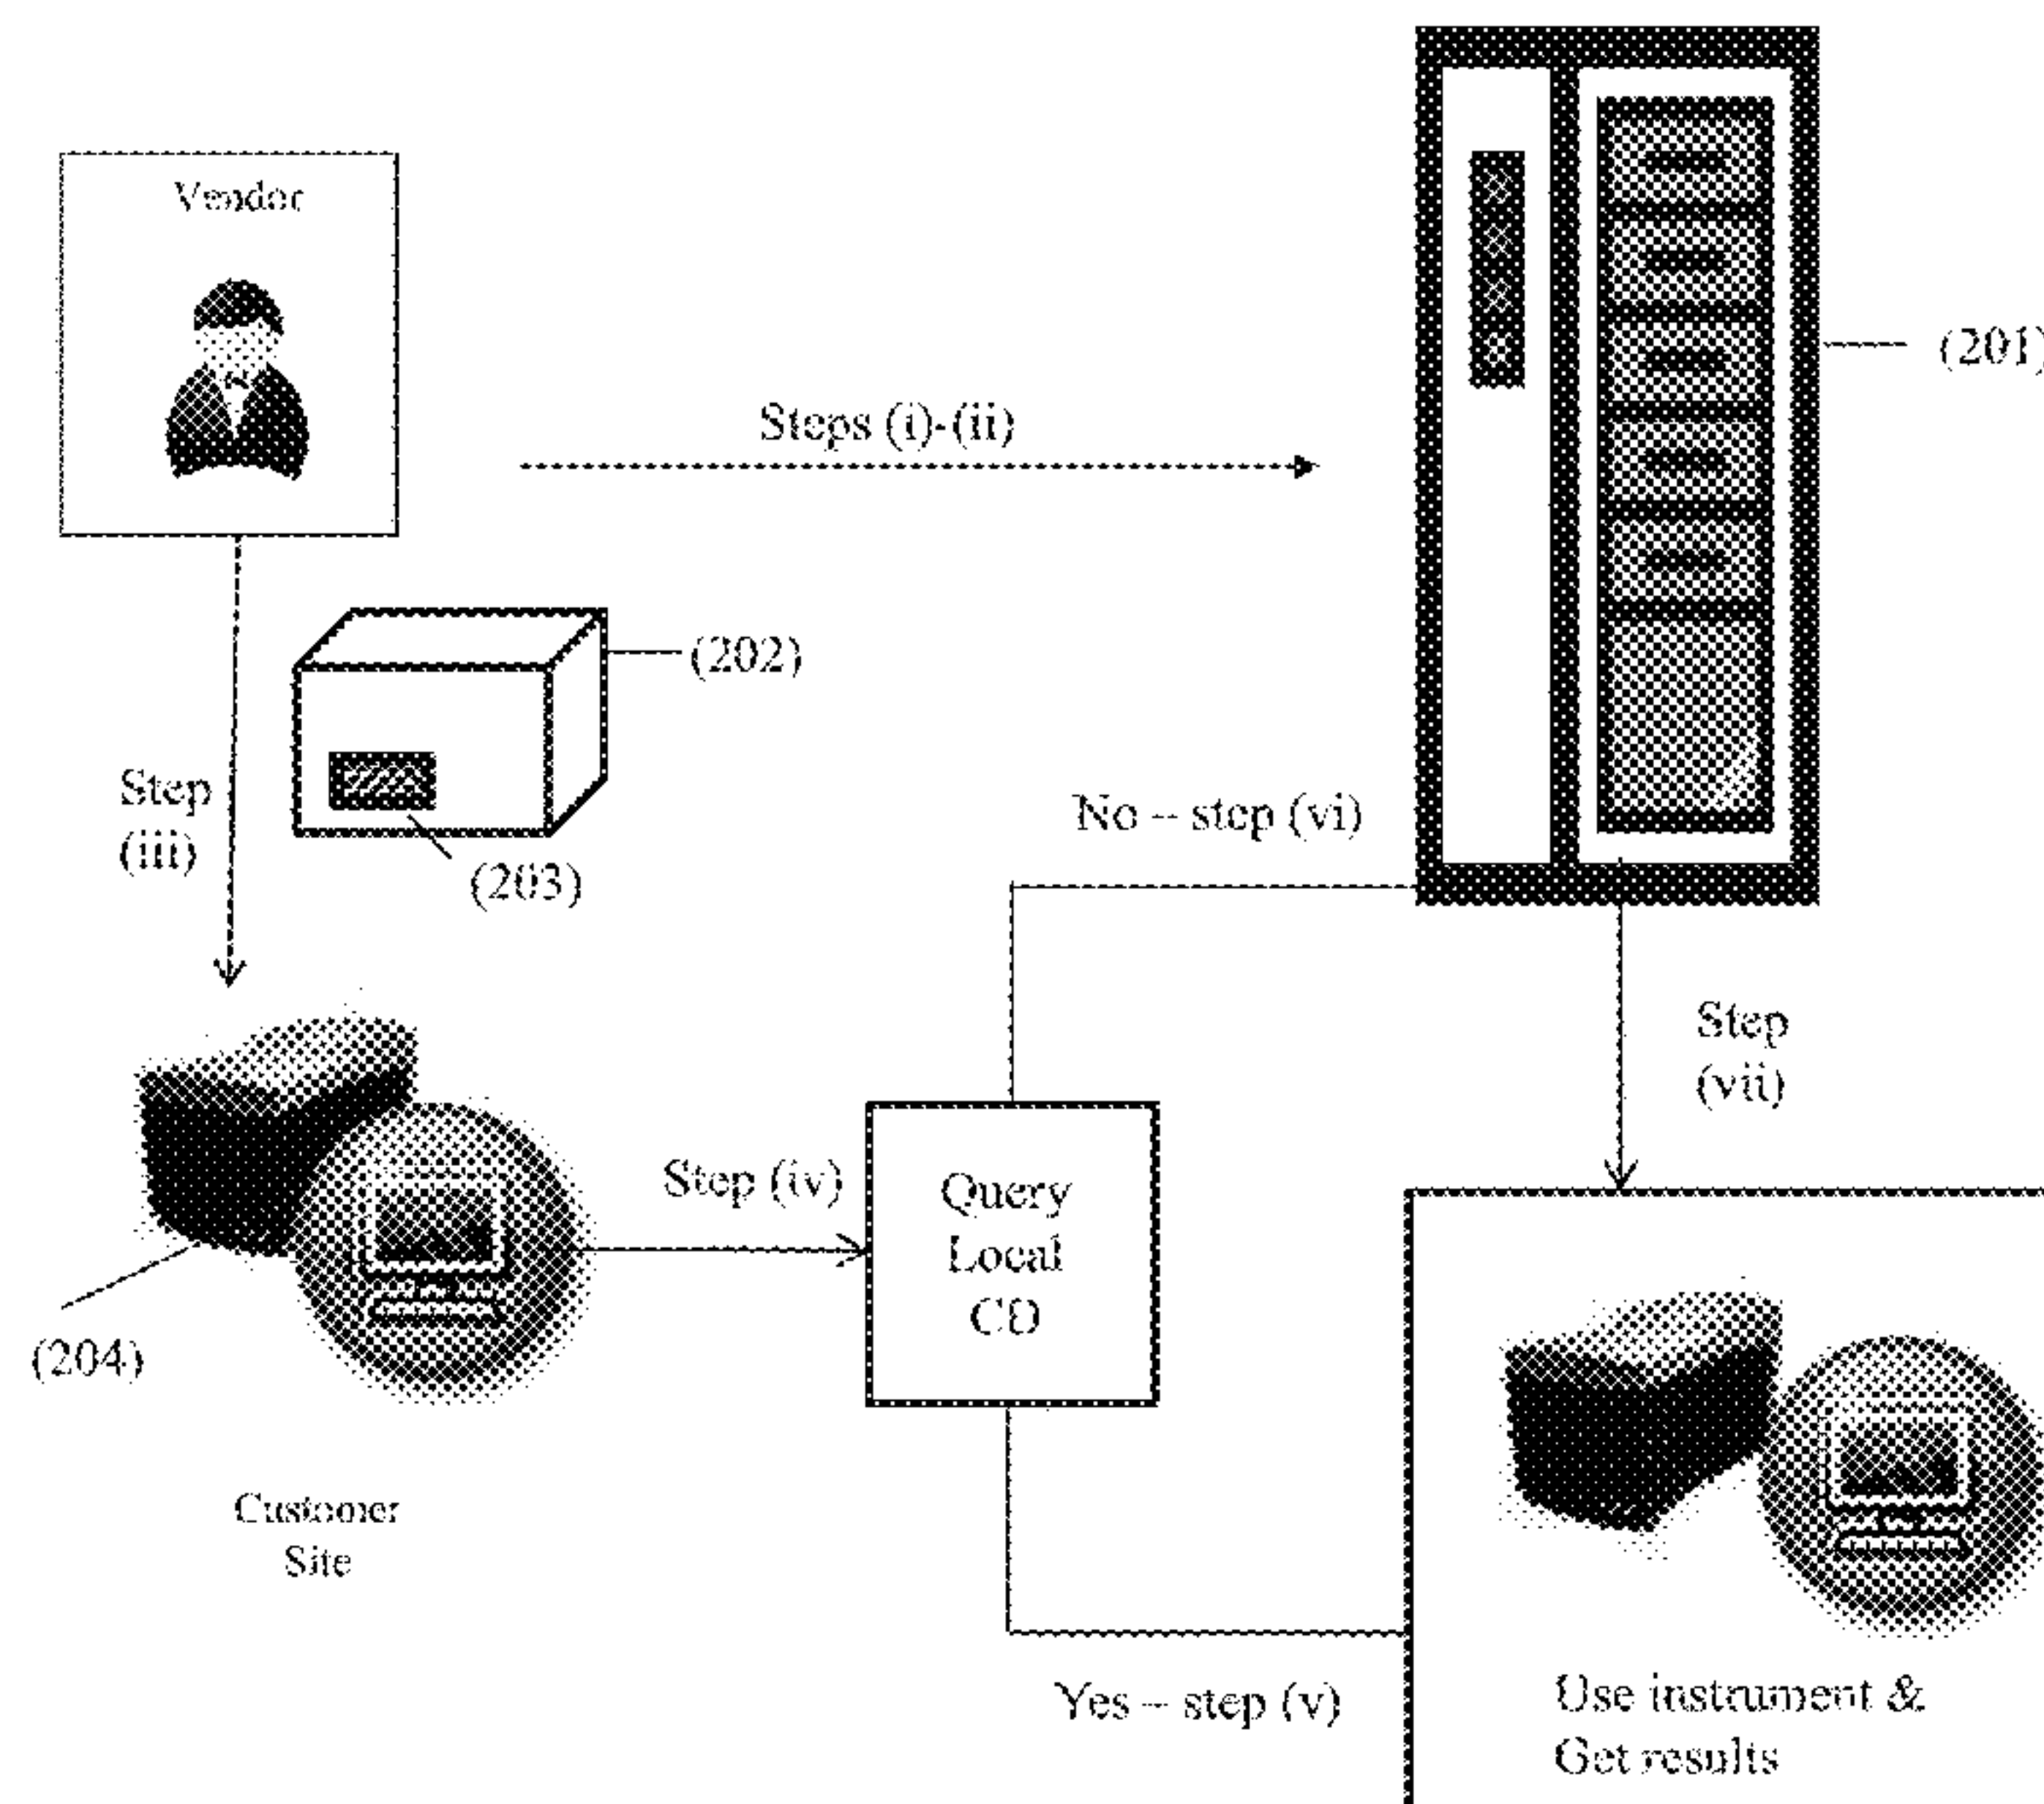 Vendor
Steps (i)-(ii)
(201)
(202)
Step
(iii)
(203)
No -- step (vi)
Step
(vii)
Step (iv)
Query
Local
CD
(204)
Customer
Site
Yes -- step (v)
Use instrument &
Get results